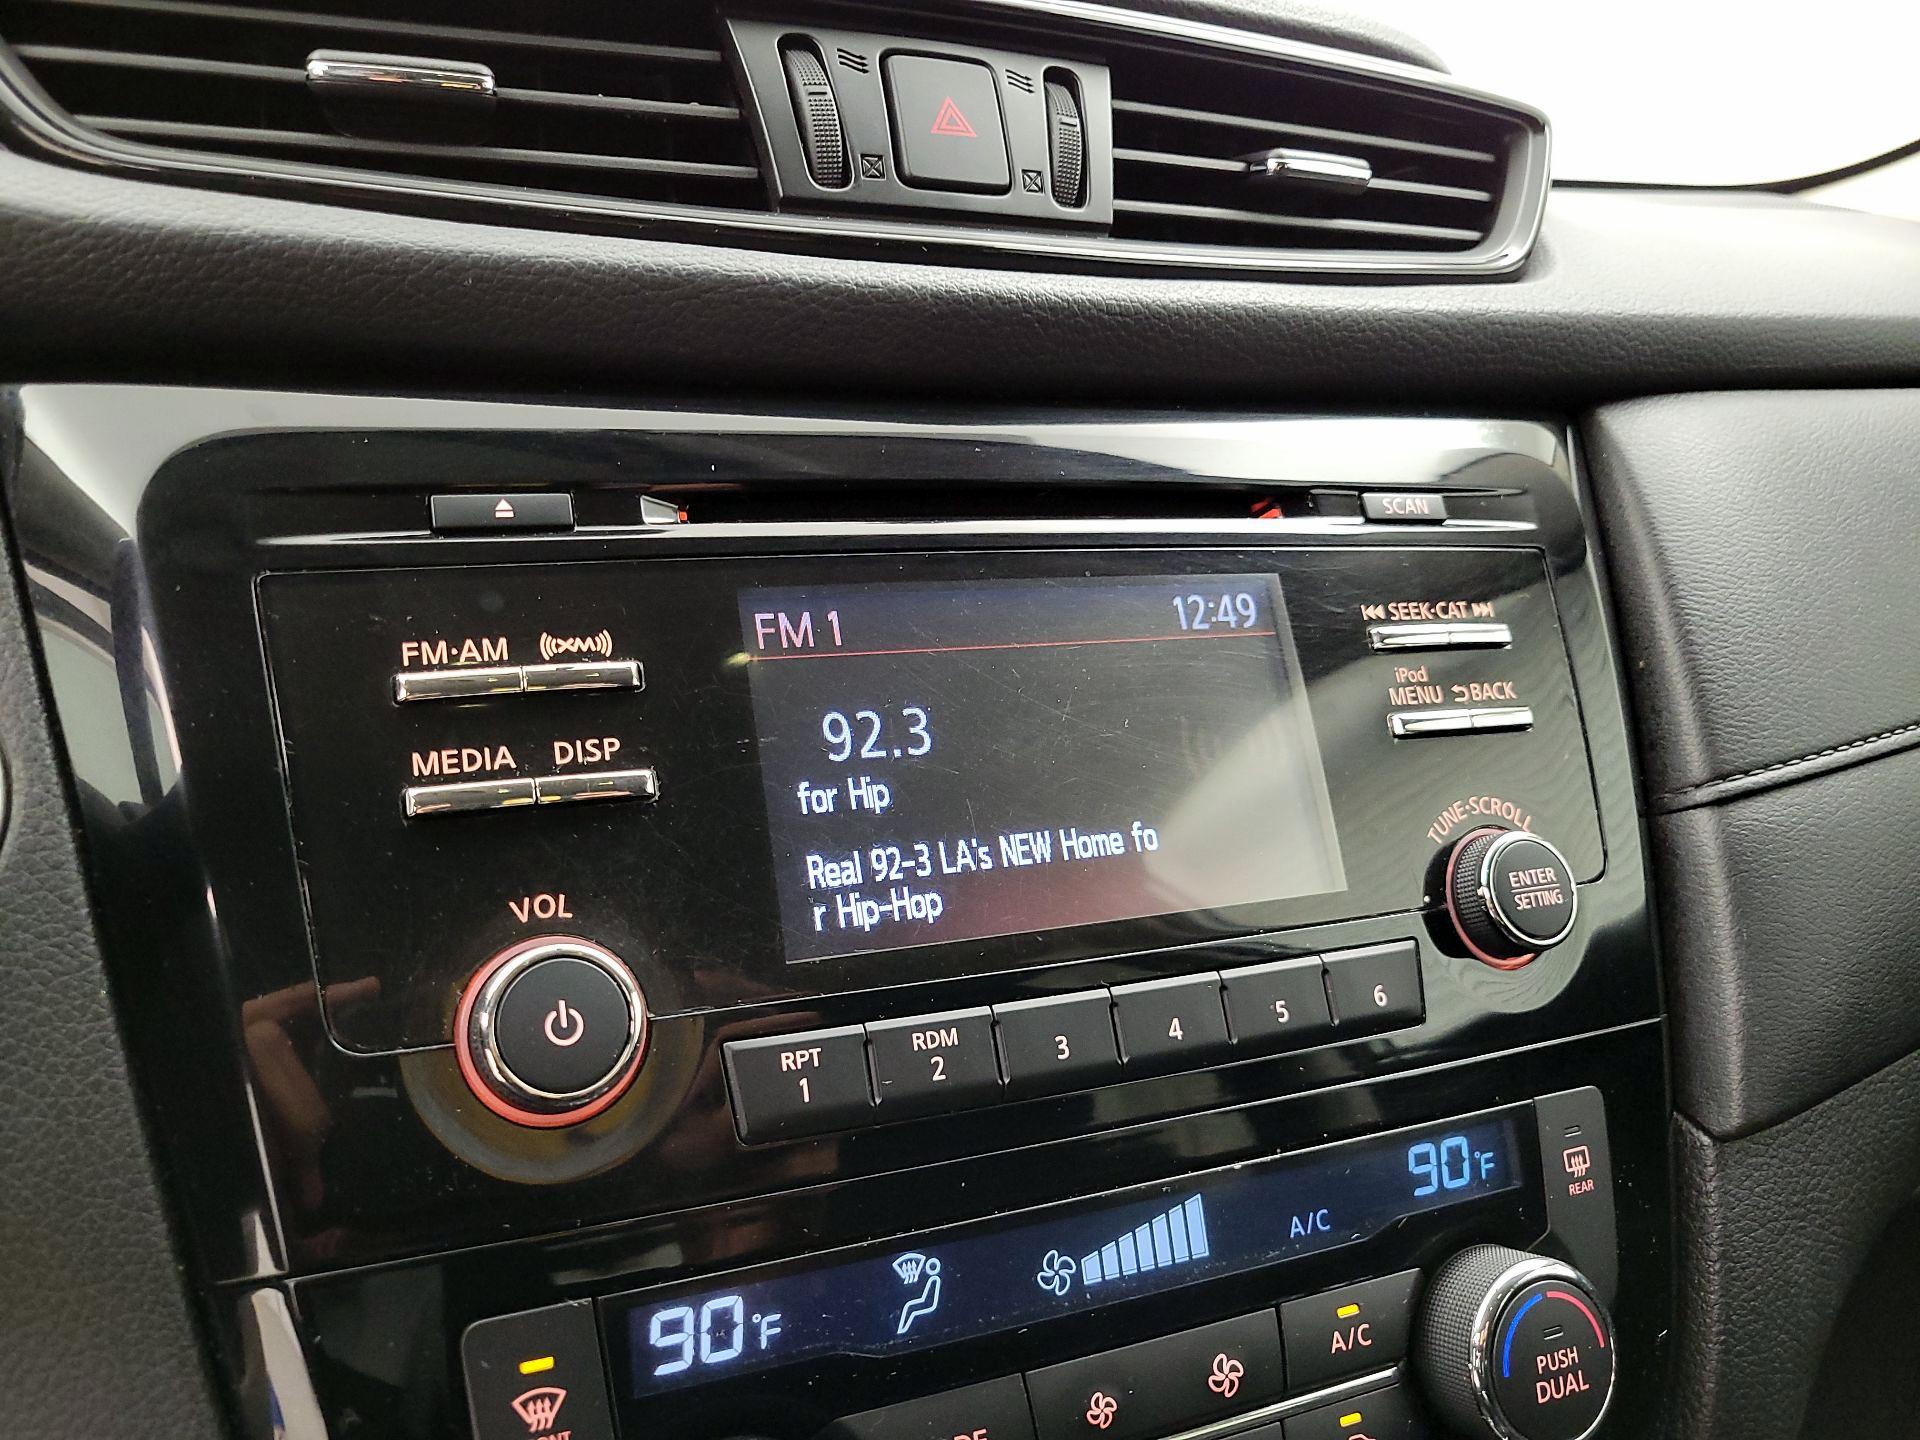 SCAN
FM·AM
XM
FM 1
12:49
SEEK·CAT
iPod
MENU
BACK
92.3
MEDIA
DISP
for Hip
TUNE·SCROLL
Real 92-3 LA's NEW Home fo
r Hip-Hop
ENTER
SETTING
VOL
RPT
1
RDM
2
3
4
5
6
90°F
REAR
A/C
90°F
A/C
PUSH
DUAL